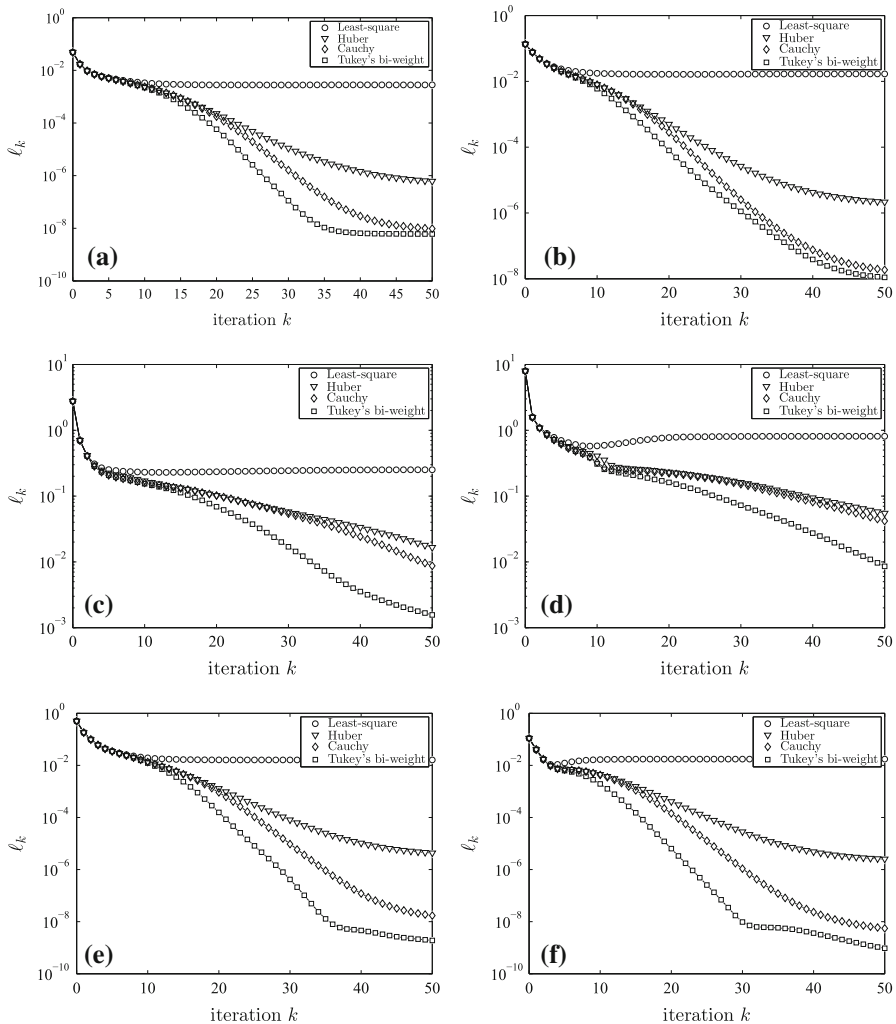 10^0
10^-2
10^-4
10^-6
10^-8
10^-10
ℓ_k
Least-square
Huber
Cauchy
Tukey's bi-weight
(a)
0 5 10 15 20 25 30 35 40 45 50
iteration k
10^0
10^-2
10^-4
10^-6
10^-8
ℓ_k
Least-square
Huber
Cauchy
Tukey's bi-weight
(b)
0 10 20 30 40 50
iteration k
10^1
10^0
10^-1
10^-2
10^-3
ℓ_k
Least-square
Huber
Cauchy
Tukey's bi-weight
(c)
0 10 20 30 40 50
iteration k
10^1
10^0
10^-1
10^-2
10^-3
ℓ_k
Least-square
Huber
Cauchy
Tukey's bi-weight
(d)
0 10 20 30 40 50
iteration k
10^0
10^-2
10^-4
10^-6
10^-8
10^-10
ℓ_k
Least-square
Huber
Cauchy
Tukey's bi-weight
(e)
0 5 10 15 20 25 30 35 40 45 50
iteration k
10^0
10^-2
10^-4
10^-6
10^-8
10^-10
ℓ_k
Least-square
Huber
Cauchy
Tukey's bi-weight
(f)
0 10 20 30 40 50
iteration k